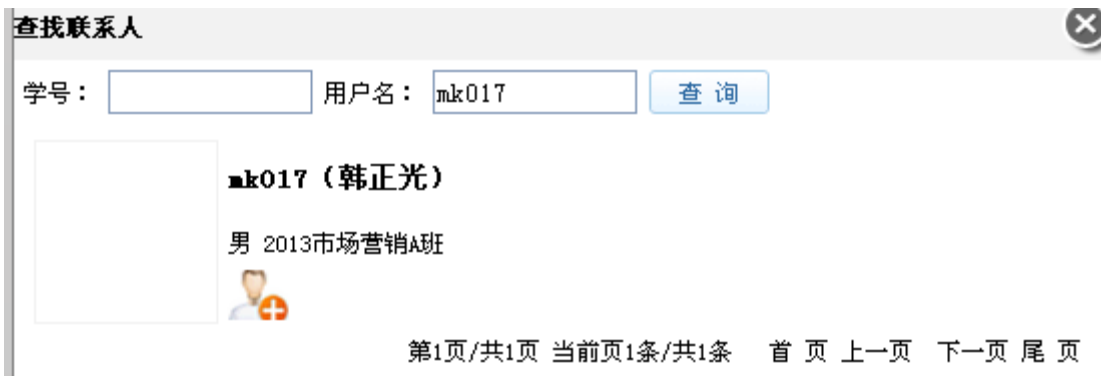 查找联系人
学号： 用户名： mk017 查 询
mk017（韩正光）
男 2013市场营销A班
第1页/共1页 当前页1条/共1条 首 页 上一页 下一页 尾 页